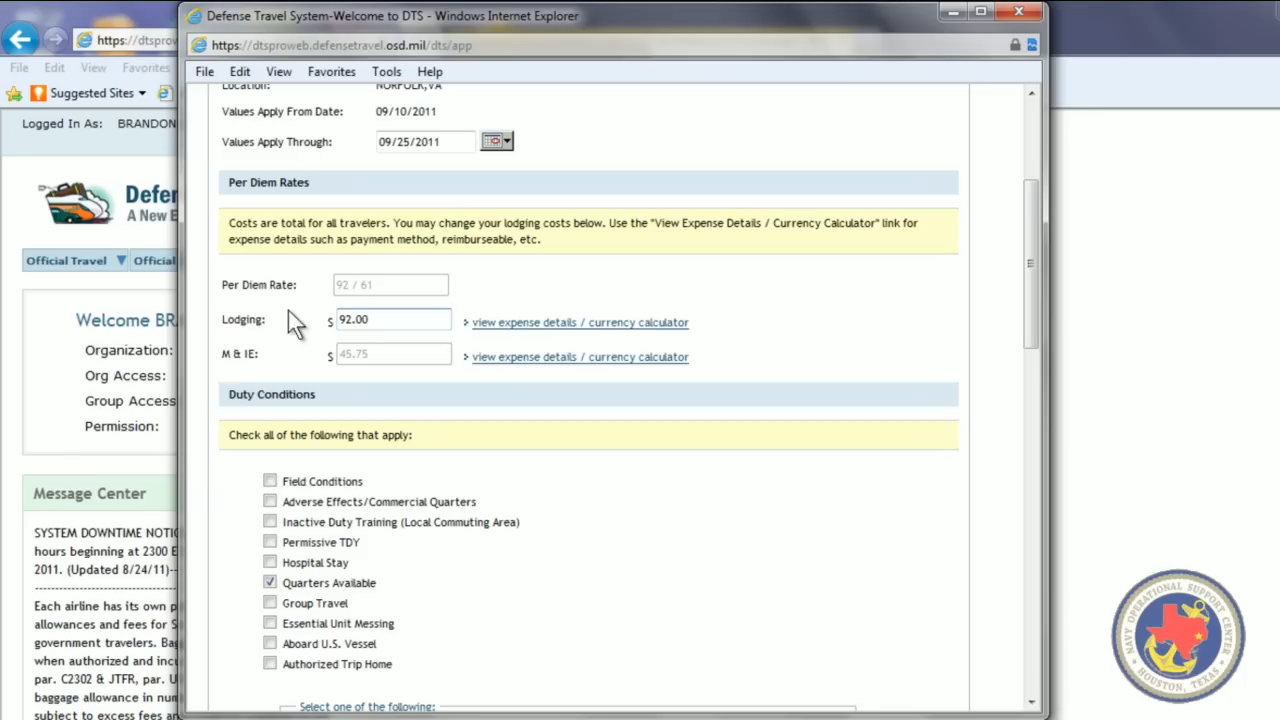 Defense Travel System-Welcome to DTS - Windows Internet Explorer
https://dtsproweb.defensetravel.osd.mil/dts/app
https://dtsprow
File Edit View Favorites Tools Help
File Edit View Favorites
Suggested Sites
Logged In As: BRANDON
Defe
A New E
Official Travel Official
Welcome BR
Organization:
Org Access:
Group Access
Permission:
Message Center
SYSTEM DOWNTIME NOTIC
hours beginning at 2300 E
2011. (Updated 8/24/11)
Each airline has its own p
allowances and fees for S
government travelers. Bag
when authorized and incu
par. C2302 & JTFR, par. U
baggage allowance in num
subject to excess fees an
Location: NORFOLK,VA
Values Apply From Date: 09/10/2011
Values Apply Through: 09/25/2011
Per Diem Rates
Costs are total for all travelers. You may change your lodging costs below. Use the "View Expense Details / Currency Calculator" link for
expense details such as payment method, reimburseable, etc.
Per Diem Rate: 92 / 61
Lodging: $ 92.00 view expense details / currency calculator
M & IE: $ 45.75 view expense details / currency calculator
Duty Conditions
Check all of the following that apply:
Field Conditions
Adverse Effects/Commercial Quarters
Inactive Duty Training (Local Commuting Area)
Permissive TDY
Hospital Stay
Quarters Available
Group Travel
Essential Unit Messing
Aboard U.S. Vessel
Authorized Trip Home
Select one of the following:
NAVY OPERATIONAL SUPPORT CENTER
HOUSTON, TEXAS